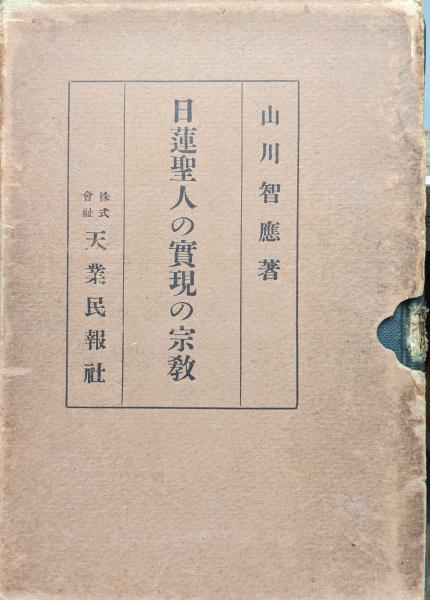 山川智應著
日蓮聖人の實現の宗教
株式會社 天業民報社